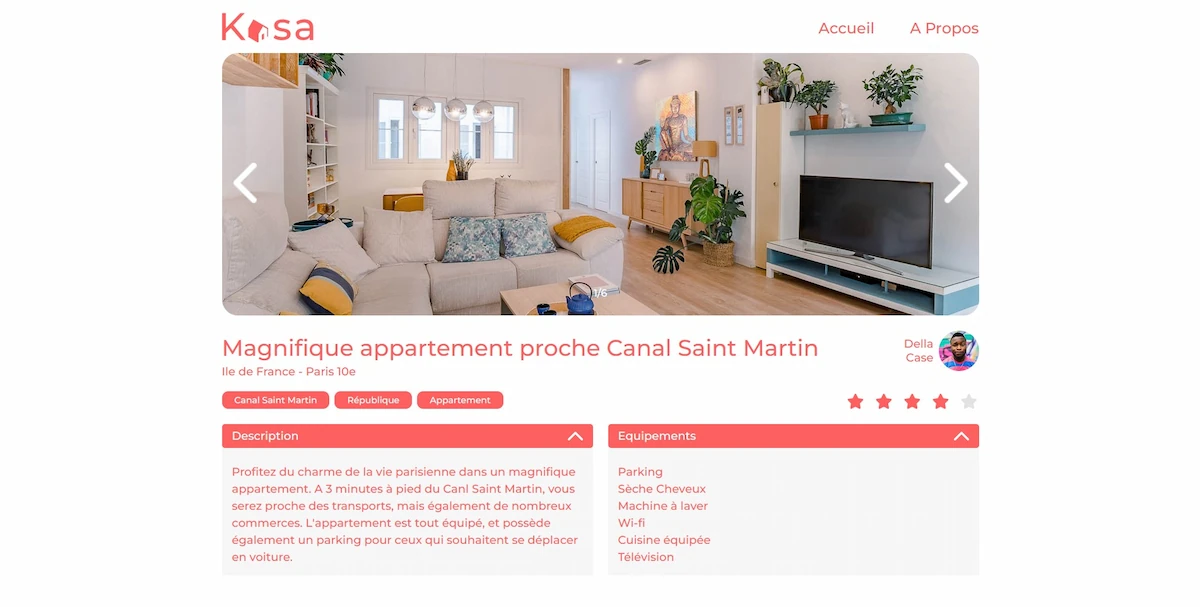 Kasa
Accueil
A Propos
1/6
Magnifique appartement proche Canal Saint Martin
Ile de France - Paris 10e
Della
Case
Canal Saint Martin
République
Appartement
Description
Profitez du charme de la vie parisienne dans un magnifique
appartement. A 3 minutes à pied du Canl Saint Martin, vous
serez proche des transports, mais également de nombreux
commerces. L'appartement est tout équipé, et possède
également un parking pour ceux qui souhaitent se déplacer
en voiture.
Equipements
Parking
Sèche Cheveux
Machine à laver
Wi-fi
Cuisine équipée
Télévision